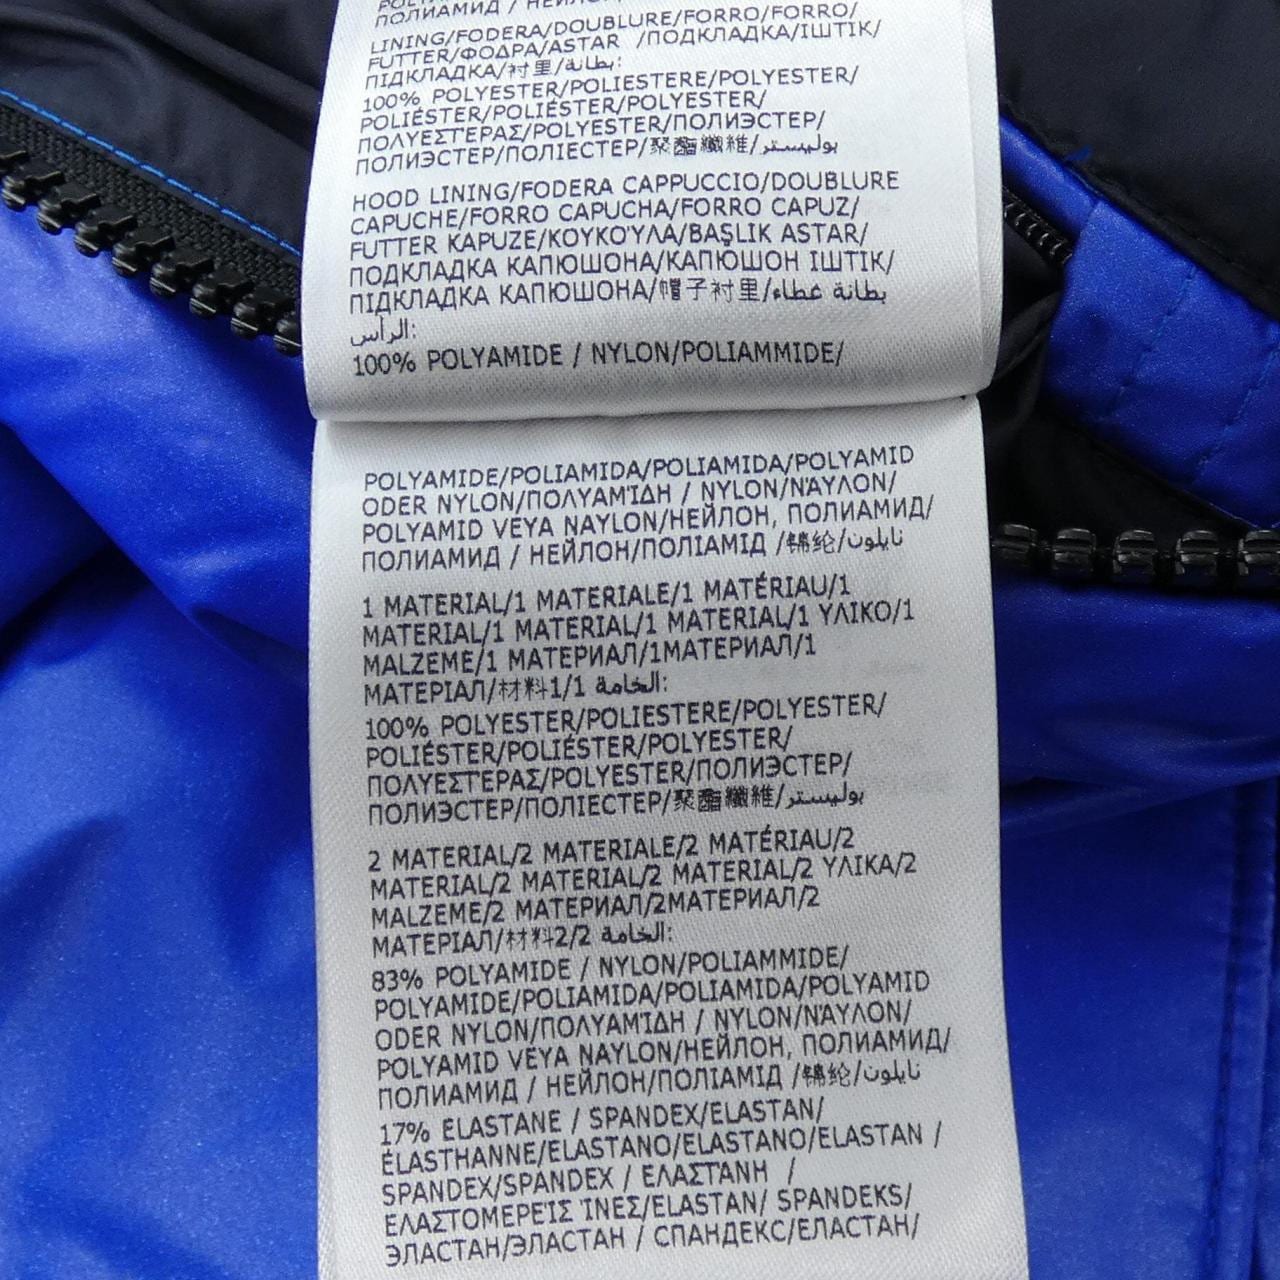 ПОЛИАМИД / НЕЙЛОН
LINING/FODERA/DOUBLURE/FORRO/FORRO/
FUTTER/ΦΟΔΡΑ/ASTAR /ПОДКЛАДКА/ІШТІК/
ПІДКЛАДКА/衬里/بطانة:
100% POLYESTER/POLIESTERE/POLYESTER/
POLIÉSTER/POLIÉSTER/POLYESTER/
ΠΟΛΥΕΣΤΈΡΑΣ/POLYESTER/ПОЛИЭСТЕР/
ПОЛИЭСТЕР/ПОЛІЕСТЕР/聚酯纖維/بوليستر
HOOD LINING/FODERA CAPPUCCIO/DOUBLURE
CAPUCHE/FORRO CAPUCHA/FORRO CAPUZ/
FUTTER KAPUZE/ΚΟΥΚΟΎΛΑ/BAŞLIK ASTAR/
ПОДКЛАДКА КАПЮШОНА/КАПЮШОН ІШТІК/
ПІДКЛАДКА КАПЮШОНА/帽子衬里/بطانة غطاء
الرأس:
100% POLYAMIDE / NYLON/POLIAMMIDE/
POLYAMIDE/POLIAMIDA/POLIAMIDA/POLYAMID
ODER NYLON/ΠΟΛΥΑΜΊΔΗ / NYLON/ΝΆΥΛΟΝ/
POLYAMID VEYA NAYLON/НЕЙЛОН, ПОЛИАМИД/
ПОЛИАМИД / НЕЙЛОН/ПОЛІАМІД /锦纶/نايلون
1 MATERIAL/1 MATERIALE/1 MATÉRIAU/1
MATERIAL/1 MATERIAL/1 MATERIAL/1 ΥΛΙΚΟ/1
MALZEME/1 МАТЕРИАЛ/1МАТЕРИАЛ/1
МАТЕРІАЛ/材料1/1 الخامة:
100% POLYESTER/POLIESTERE/POLYESTER/
POLIÉSTER/POLIÉSTER/POLYESTER/
ΠΟΛΥΕΣΤΈΡΑΣ/POLYESTER/ПОЛИЭСТЕР/
ПОЛИЭСТЕР/ПОЛІЕСТЕР/聚酯纖維/بوليستر
2 MATERIAL/2 MATERIALE/2 MATÉRIAU/2
MATERIAL/2 MATERIAL/2 MATERIAL/2 ΥΛΙΚΑ/2
MALZEME/2 МАТЕРИАЛ/2МАТЕРИАЛ/2
МАТЕРІАЛ/材料2/2 الخامة:
83% POLYAMIDE / NYLON/POLIAMMIDE/
POLYAMIDE/POLIAMIDA/POLIAMIDA/POLYAMID
ODER NYLON/ΠΟΛΥΑΜΊΔΗ / NYLON/ΝΆΥΛΟΝ/
POLYAMID VEYA NAYLON/НЕЙЛОН, ПОЛИАМИД/
ПОЛИАМИД / НЕЙЛОН/ПОЛІАМІД /锦纶/نايلون
17% ELASTANE / SPANDEX/ELASTAN/
ÉLASTHANNE/ELASTANO/ELASTANO/ELASTAN /
SPANDEX/SPANDEX / ΕΛΑΣΤΆΝΗ /
ΕΛΑΣΤΟΜΕΡΕΊΣ ΊΝΕΣ/ELASTAN/ SPANDEKS/
ЭЛАСТАН/ЭЛАСТАН / СПАНДЕКС/ЕЛАСТАН/